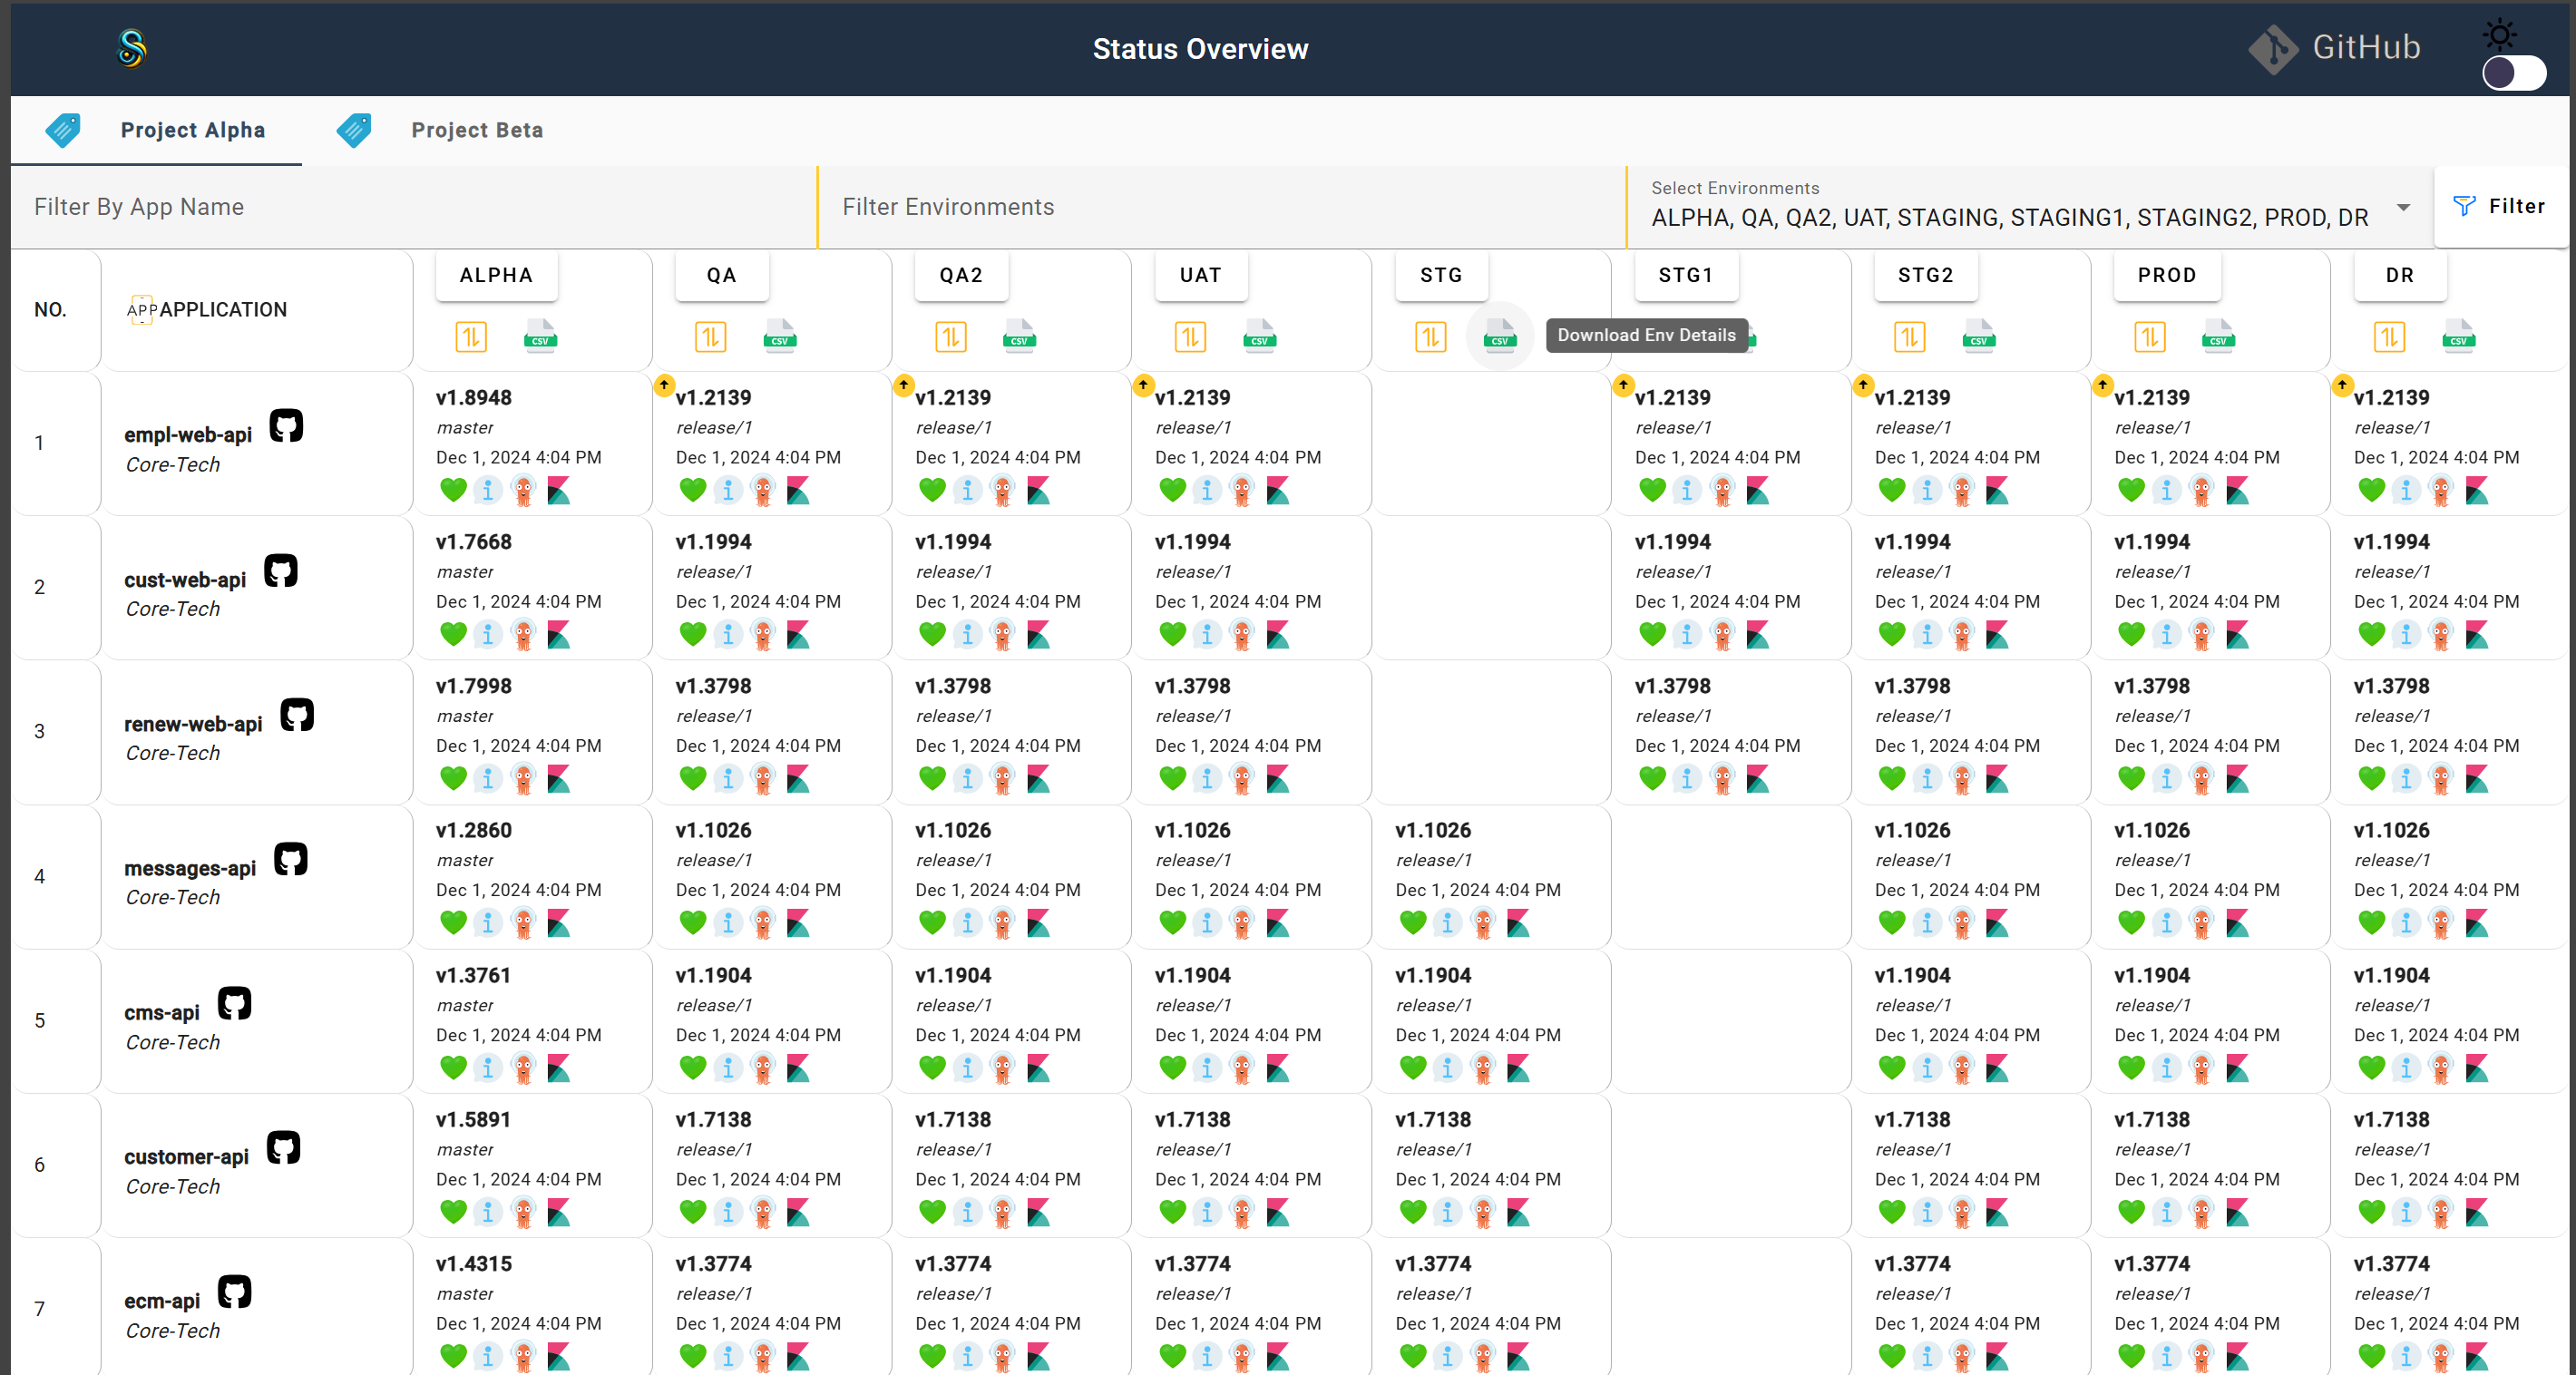 Status Overview
GitHub
Project Alpha
Project Beta
Filter By App Name
Filter Environments
Select Environments
ALPHA, QA, QA2, UAT, STAGING, STAGING1, STAGING2, PROD, DR
Filter
NO.
APP APPLICATION
ALPHA QA QA2 UAT STG STG1 STG2 PROD DR
CSV CSV CSV CSV CSV Download Env Details CSV CSV CSV
1
empl-web-api
Core-Tech
v1.8948 v1.2139 v1.2139 v1.2139 v1.2139 v1.2139 v1.2139 v1.2139
master release/1 release/1 release/1 release/1 release/1 release/1 release/1
Dec 1, 2024 4:04 PM Dec 1, 2024 4:04 PM Dec 1, 2024 4:04 PM Dec 1, 2024 4:04 PM Dec 1, 2024 4:04 PM Dec 1, 2024 4:04 PM Dec 1, 2024 4:04 PM Dec 1, 2024 4:04 PM
2
cust-web-api
Core-Tech
v1.7668 v1.1994 v1.1994 v1.1994 v1.1994 v1.1994 v1.1994 v1.1994
master release/1 release/1 release/1 release/1 release/1 release/1 release/1
Dec 1, 2024 4:04 PM Dec 1, 2024 4:04 PM Dec 1, 2024 4:04 PM Dec 1, 2024 4:04 PM Dec 1, 2024 4:04 PM Dec 1, 2024 4:04 PM Dec 1, 2024 4:04 PM Dec 1, 2024 4:04 PM
3
renew-web-api
Core-Tech
v1.7998 v1.3798 v1.3798 v1.3798 v1.3798 v1.3798 v1.3798 v1.3798
master release/1 release/1 release/1 release/1 release/1 release/1 release/1
Dec 1, 2024 4:04 PM Dec 1, 2024 4:04 PM Dec 1, 2024 4:04 PM Dec 1, 2024 4:04 PM Dec 1, 2024 4:04 PM Dec 1, 2024 4:04 PM Dec 1, 2024 4:04 PM Dec 1, 2024 4:04 PM
4
messages-api
Core-Tech
v1.2860 v1.1026 v1.1026 v1.1026 v1.1026 v1.1026 v1.1026 v1.1026
master release/1 release/1 release/1 release/1 release/1 release/1 release/1
Dec 1, 2024 4:04 PM Dec 1, 2024 4:04 PM Dec 1, 2024 4:04 PM Dec 1, 2024 4:04 PM Dec 1, 2024 4:04 PM Dec 1, 2024 4:04 PM Dec 1, 2024 4:04 PM Dec 1, 2024 4:04 PM
5
cms-api
Core-Tech
v1.3761 v1.1904 v1.1904 v1.1904 v1.1904 v1.1904 v1.1904 v1.1904
master release/1 release/1 release/1 release/1 release/1 release/1 release/1
Dec 1, 2024 4:04 PM Dec 1, 2024 4:04 PM Dec 1, 2024 4:04 PM Dec 1, 2024 4:04 PM Dec 1, 2024 4:04 PM Dec 1, 2024 4:04 PM Dec 1, 2024 4:04 PM Dec 1, 2024 4:04 PM
6
customer-api
Core-Tech
v1.5891 v1.7138 v1.7138 v1.7138 v1.7138 v1.7138 v1.7138 v1.7138
master release/1 release/1 release/1 release/1 release/1 release/1 release/1
Dec 1, 2024 4:04 PM Dec 1, 2024 4:04 PM Dec 1, 2024 4:04 PM Dec 1, 2024 4:04 PM Dec 1, 2024 4:04 PM Dec 1, 2024 4:04 PM Dec 1, 2024 4:04 PM Dec 1, 2024 4:04 PM
7
ecm-api
Core-Tech
v1.4315 v1.3774 v1.3774 v1.3774 v1.3774 v1.3774 v1.3774 v1.3774
master release/1 release/1 release/1 release/1 release/1 release/1 release/1
Dec 1, 2024 4:04 PM Dec 1, 2024 4:04 PM Dec 1, 2024 4:04 PM Dec 1, 2024 4:04 PM Dec 1, 2024 4:04 PM Dec 1, 2024 4:04 PM Dec 1, 2024 4:04 PM Dec 1, 2024 4:04 PM